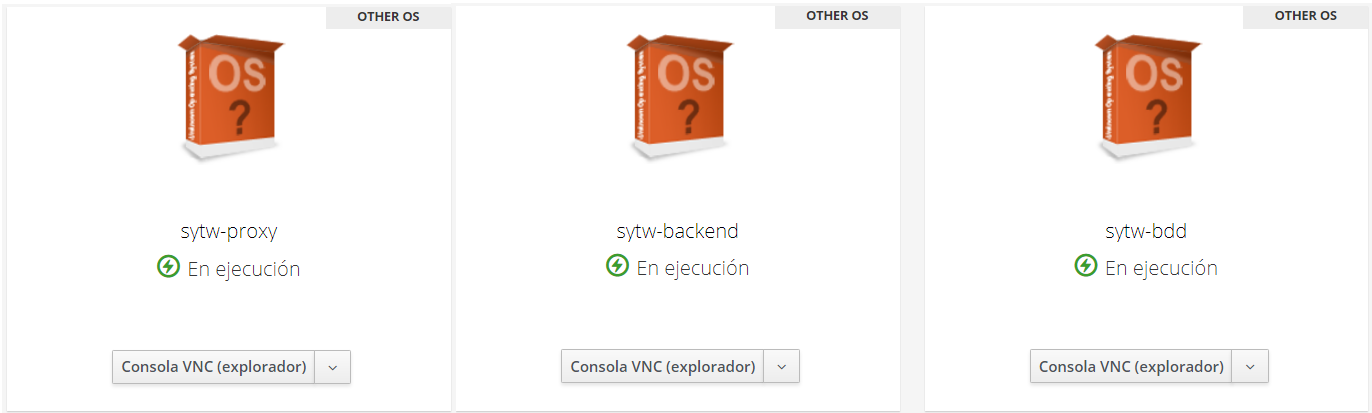 OTHER OS
OS
?
sytw-proxy
En ejecución
Consola VNC (explorador)
OTHER OS
OS
?
sytw-backend
En ejecución
Consola VNC (explorador)
OTHER OS
OS
?
sytw-bdd
En ejecución
Consola VNC (explorador)